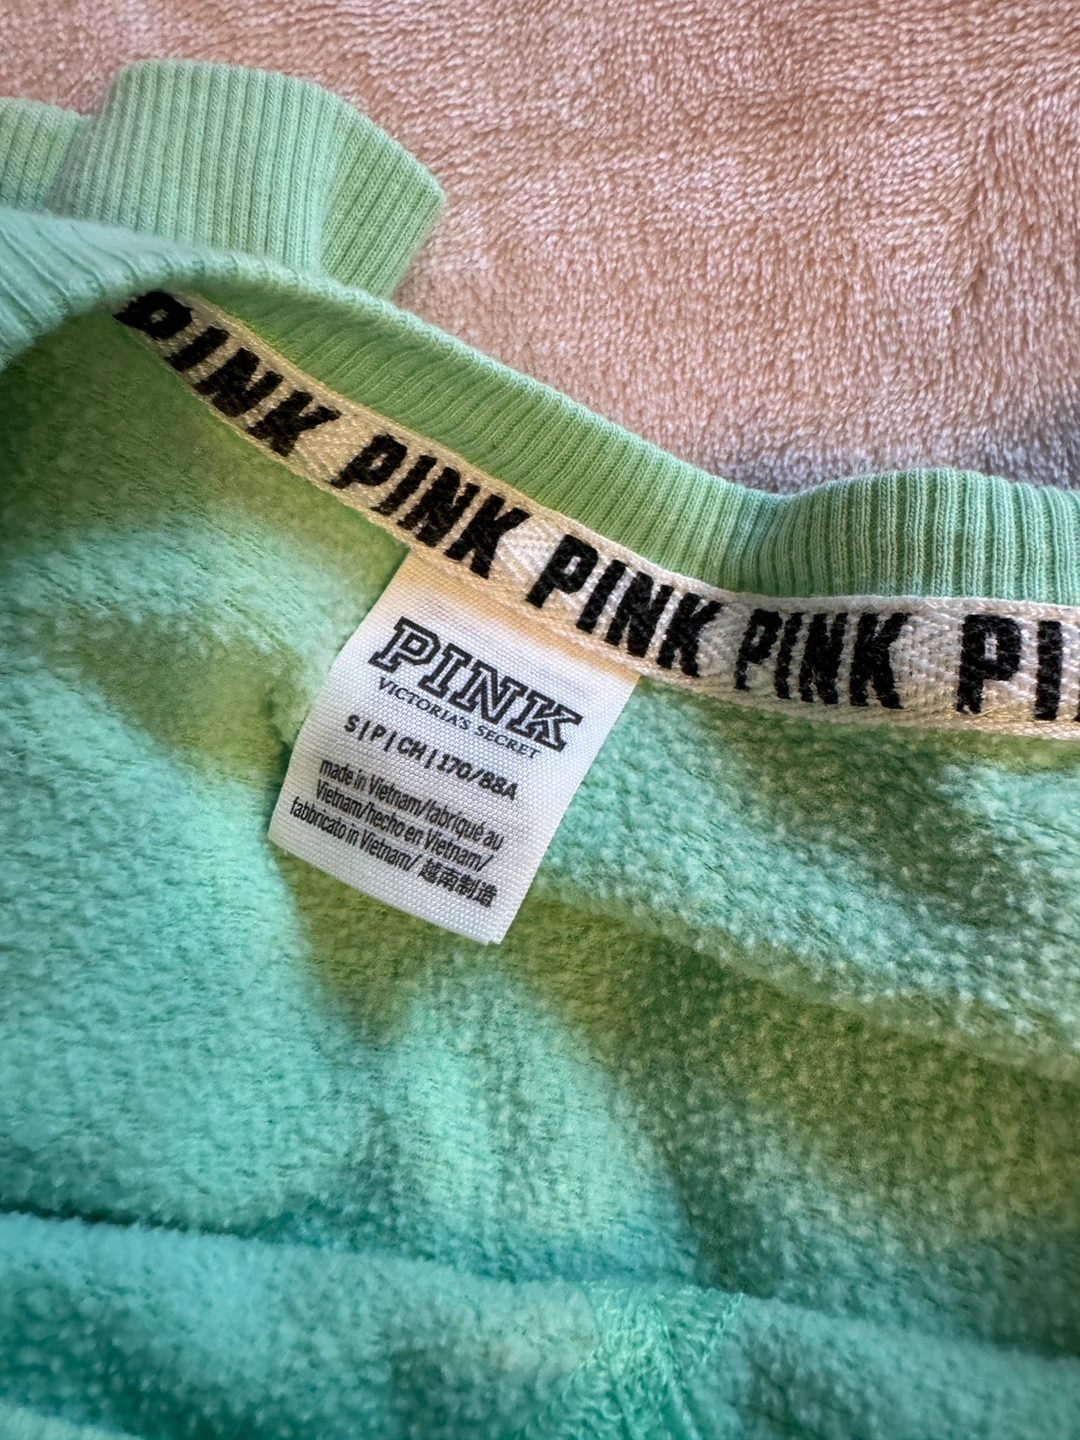 PINK PINK PINK PINK PI
PINK
VICTORIA'S SECRET
S|P|CH|170/88A
made in Vietnam/fabriqué au
Vietnam/hecho en Vietnam/
fabbricato in Vietnam/ 越南制造